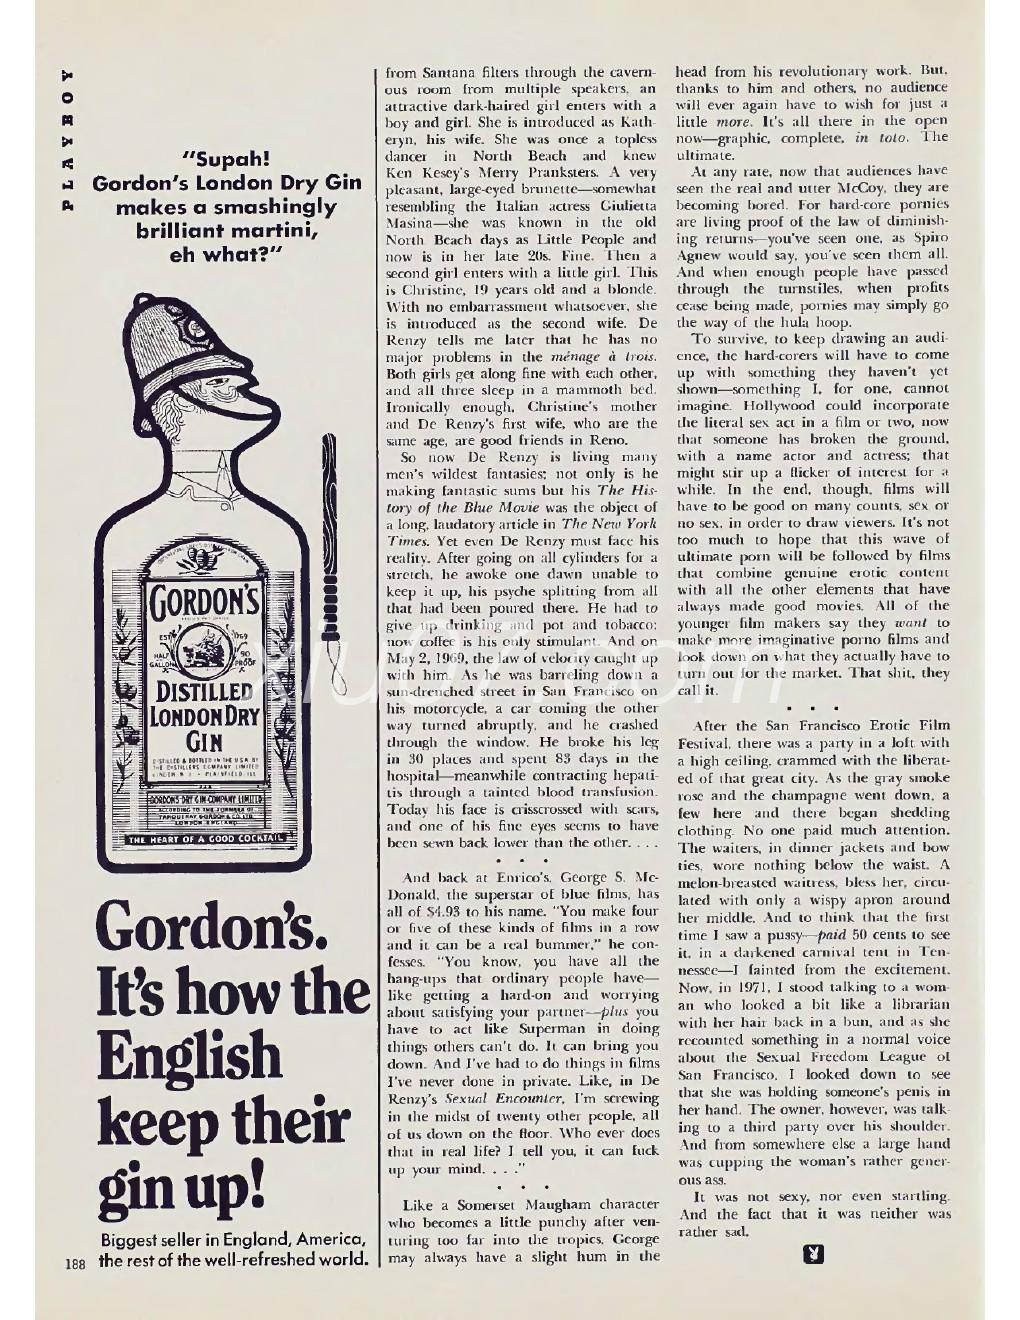 PLAYBOY
"Supah!
Gordon's London Dry Gin
makes a smashingly
brilliant martini,
eh what?"
GORDON'S
ESTD 1769
HALF GALLON
90 PROOF
DISTILLED
LONDON DRY
GIN
DISTILLED & BOTTLED IN THE U.S.A. BY
THE DISTILLERS COMPANY LIMITED
LINDEN N.J. • PLAINFIELD, ILL.
GORDON'S DRY GIN COMPANY LIMITED
ACCORDING TO THE FORMULA OF
TANQUERAY GORDON & CO. LTD.
LONDON, ENGLAND
THE HEART OF A GOOD COCKTAIL
Gordon's.
It's how the
English
keep their
gin up!
Biggest seller in England, America,
the rest of the well-refreshed world.
188
from Santana filters through the cavern-
ous room from multiple speakers, an
attractive dark-haired girl enters with a
boy and girl. She is introduced as Kath-
eryn, his wife. She was once a topless
dancer in North Beach and knew
Ken Kesey's Merry Pranksters. A very
pleasant, large-eyed brunette—somewhat
resembling the Italian actress Giulietta
Masina—she was known in the old
North Beach days as Little People and
now is in her late 20s. Fine. Then a
second girl enters with a little girl. This
is Christine, 19 years old and a blonde.
With no embarrassment whatsoever, she
is introduced as the second wife. De
Renzy tells me later that he has no
major problems in the ménage à trois.
Both girls get along fine with each other,
and all three sleep in a mammoth bed.
Ironically enough, Christine's mother
and De Renzy's first wife, who are the
same age, are good friends in Reno.
So now De Renzy is living many
men's wildest fantasies; not only is he
making fantastic sums but his The His-
tory of the Blue Movie was the object of
a long, laudatory article in The New York
Times. Yet even De Renzy must face his
reality. After going on all cylinders for a
stretch, he awoke one dawn unable to
keep it up, his psyche splitting from all
that had been poured there. He had to
give up drinking and pot and tobacco;
now coffee is his only stimulant. And on
May 2, 1969, the law of velocity caught up
with him. As he was barreling down a
sun-drenched street in San Francisco on
his motorcycle, a car coming the other
way turned abruptly, and he crashed
through the window. He broke his leg
in 30 places and spent 83 days in the
hospital—meanwhile contracting hepati-
tis through a tainted blood transfusion.
Today his face is crisscrossed with scars,
and one of his fine eyes seems to have
been sewn back lower than the other. . . .
• • •
And back at Enrico's, George S. Mc-
Donald, the superstar of blue films, has
all of $4.93 to his name. "You make four
or five of these kinds of films in a row
and it can be a real bummer," he con-
fesses. "You know, you have all the
hang-ups that ordinary people have—
like getting a hard-on and worrying
about satisfying your partner—plus you
have to act like Superman in doing
things others can't do. It can bring you
down. And I've had to do things in films
I've never done in private. Like, in De
Renzy's Sexual Encounter, I'm screwing
in the midst of twenty other people, all
of us down on the floor. Who ever does
that in real life? I tell you, it can fuck
up your mind. . . ."
• • •
Like a Somerset Maugham character
who becomes a little punchy after ven-
turing too far into the tropics, George
may always have a slight hum in the
head from his revolutionary work. But,
thanks to him and others, no audience
will ever again have to wish for just a
little more. It's all there in the open
now—graphic, complete, in toto. The
ultimate.
At any rate, now that audiences have
seen the real and utter McCoy, they are
becoming bored. For hard-core pornies
are living proof of the law of diminish-
ing returns—you've seen one, as Spiro
Agnew would say, you've seen them all.
And when enough people have passed
through the turnstiles, when profits
cease being made, pornies may simply go
the way of the hula hoop.
To survive, to keep drawing an audi-
ence, the hard-corers will have to come
up with something they haven't yet
shown—something I, for one, cannot
imagine. Hollywood could incorporate
the literal sex act in a film or two, now
that someone has broken the ground,
with a name actor and actress; that
might stir up a flicker of interest for a
while. In the end, though, films will
have to be good on many counts, sex or
no sex, in order to draw viewers. It's not
too much to hope that this wave of
ultimate porn will be followed by films
that combine genuine erotic content
with all the other elements that have
always made good movies. All of the
younger film makers say they want to
make more imaginative porno films and
look down on what they actually have to
turn out for the market. That shit, they
call it.
• • •
After the San Francisco Erotic Film
Festival, there was a party in a loft with
a high ceiling, crammed with the liberat-
ed of that great city. As the gray smoke
rose and the champagne went down, a
few here and there began shedding
clothing. No one paid much attention.
The waiters, in dinner jackets and bow
ties, wore nothing below the waist. A
melon-breasted waitress, bless her, circu-
lated with only a wispy apron around
her middle. And to think that the first
time I saw a pussy—paid 50 cents to see
it, in a darkened carnival tent in Ten-
nessee—I fainted from the excitement.
Now, in 1971, I stood talking to a wom-
an who looked a bit like a librarian
with her hair back in a bun, and as she
recounted something in a normal voice
about the Sexual Freedom League of
San Francisco, I looked down to see
that she was holding someone's penis in
her hand. The owner, however, was talk-
ing to a third party over his shoulder.
And from somewhere else a large hand
was cupping the woman's rather gener-
ous ass.
It was not sexy, nor even startling.
And the fact that it was neither was
rather sad.